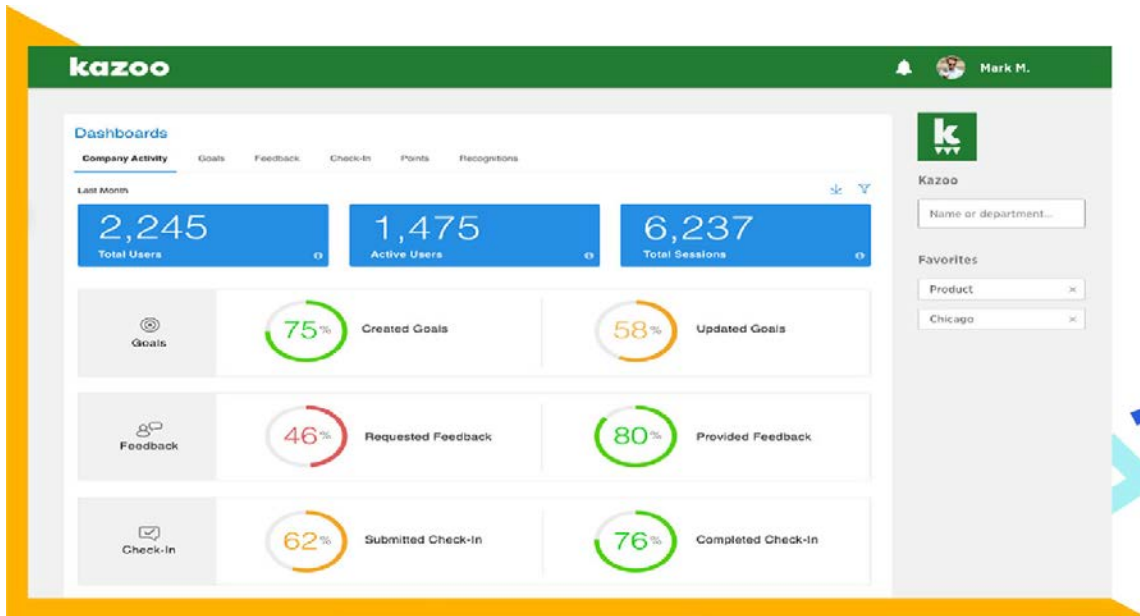 kazoo
Mark M.
Dashboards
Company Activity Goals Feedback Check-In Points Recognitions
Last Month
2,245
Total Users
1,475
Active Users
6,237
Total Sessions
Goals
75%
Created Goals
58%
Updated Goals
Feedback
46%
Requested Feedback
80%
Provided Feedback
Check-In
62%
Submitted Check-In
76%
Completed Check-In
k
Kazoo
Name or department...
Favorites
Product ×
Chicago ×